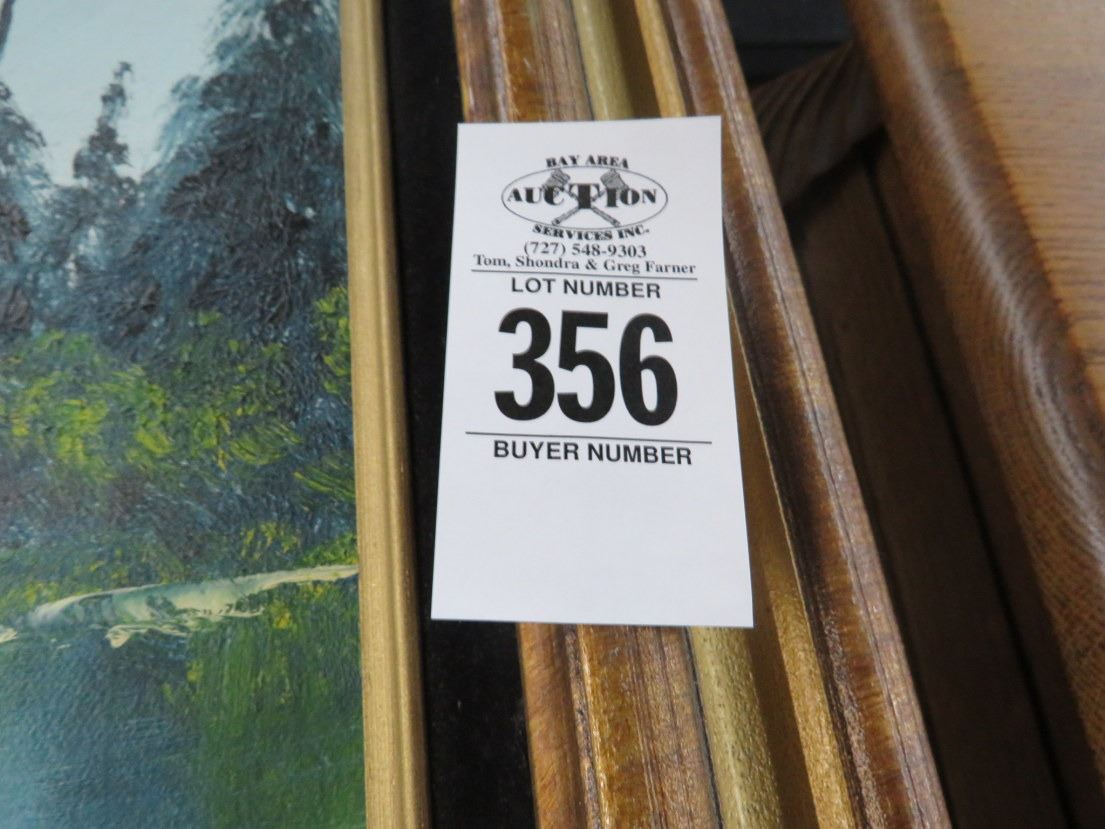 BAY AREA
AUCTION
SERVICES INC.
(727) 548-9303
Tom, Shondra & Greg Farner
LOT NUMBER
356
BUYER NUMBER